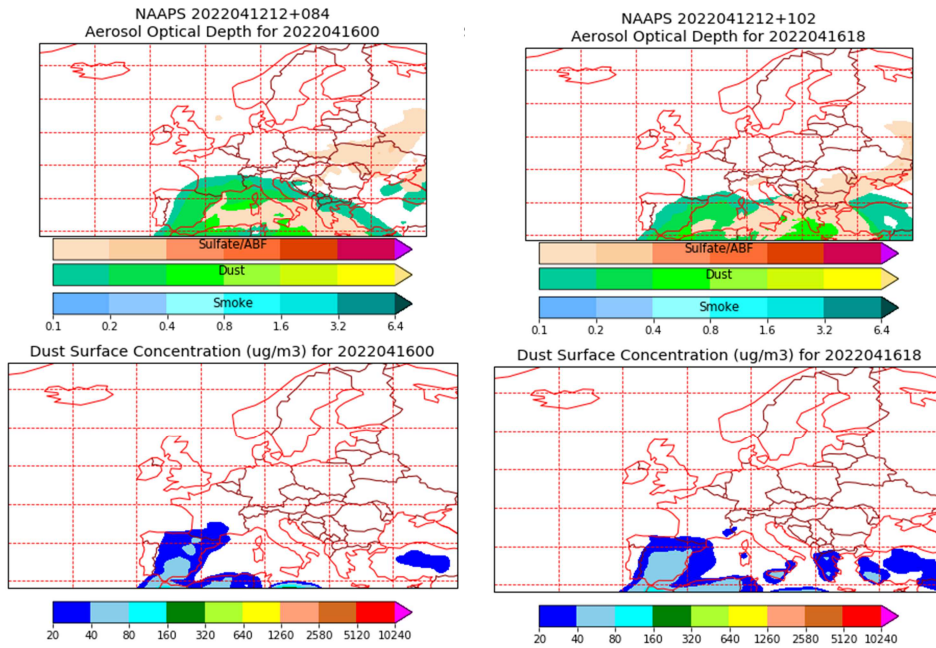 NAAPS 2022041212+084
Aerosol Optical Depth for 2022041600
Sulfate/ABF
Dust
Smoke
0.1 0.2 0.4 0.8 1.6 3.2 6.4
NAAPS 2022041212+102
Aerosol Optical Depth for 2022041618
Sulfate/ABF
Dust
Smoke
0.1 0.2 0.4 0.8 1.6 3.2 6.4
Dust Surface Concentration (ug/m3) for 2022041600
20 40 80 160 320 640 1260 2580 5120 10240
Dust Surface Concentration (ug/m3) for 2022041618
20 40 80 160 320 640 1260 2580 5120 10240